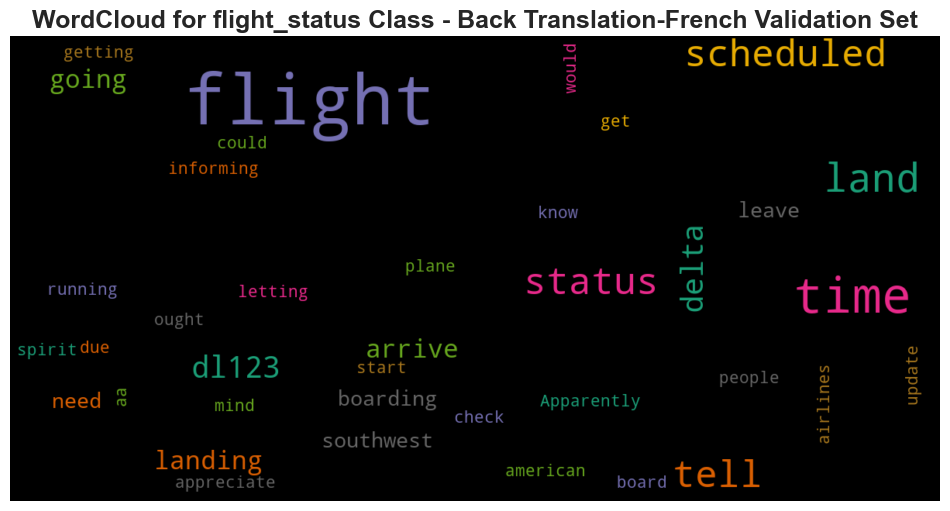 WordCloud for flight_status Class - Back Translation-French Validation Set
getting
going
flight
would
scheduled
get
could
informing
land
know
leave
plane
delta
status
time
running
letting
ought
spirit
due
arrive
dl123
start
people
airlines
update
need
aa
mind
boarding
check
Apparently
southwest
landing
appreciate
american
board
tell